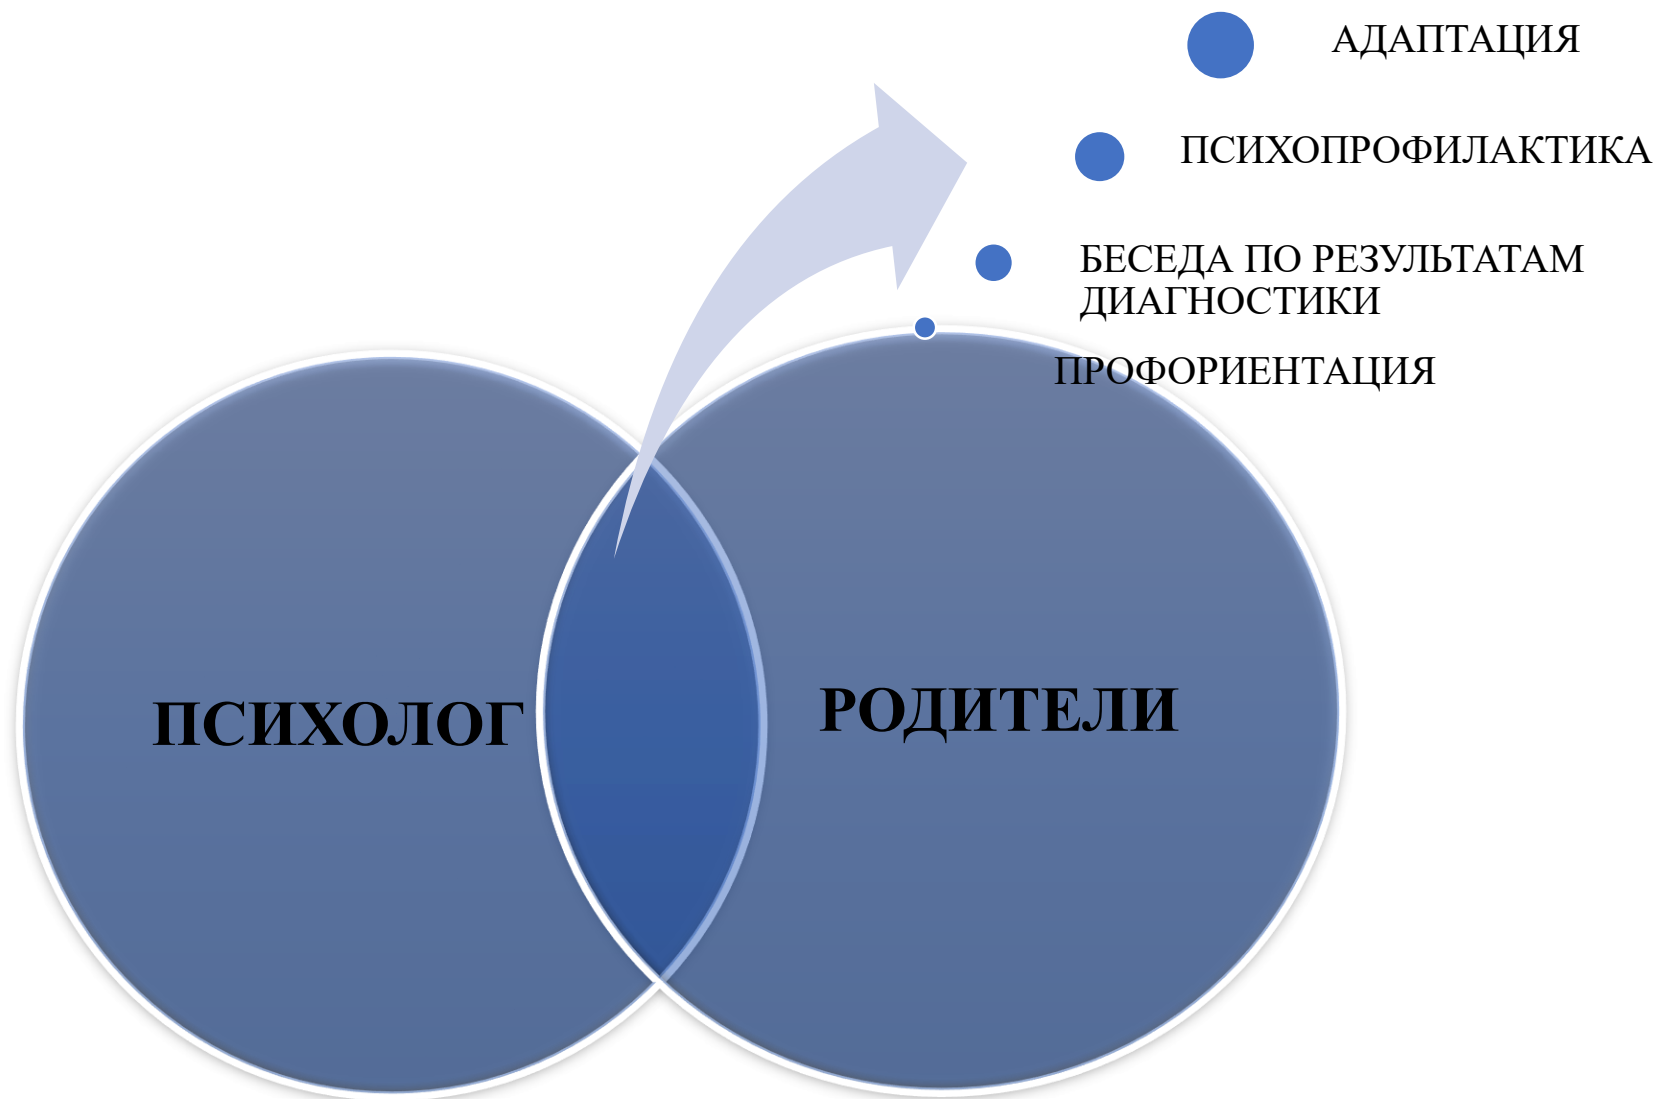 АДАПТАЦИЯ
ПСИХОПРОФИЛАКТИКА
БЕСЕДА ПО РЕЗУЛЬТАТАМ
ДИАГНОСТИКИ
ПРОФОРИЕНТАЦИЯ
ПСИХОЛОГ
РОДИТЕЛИ